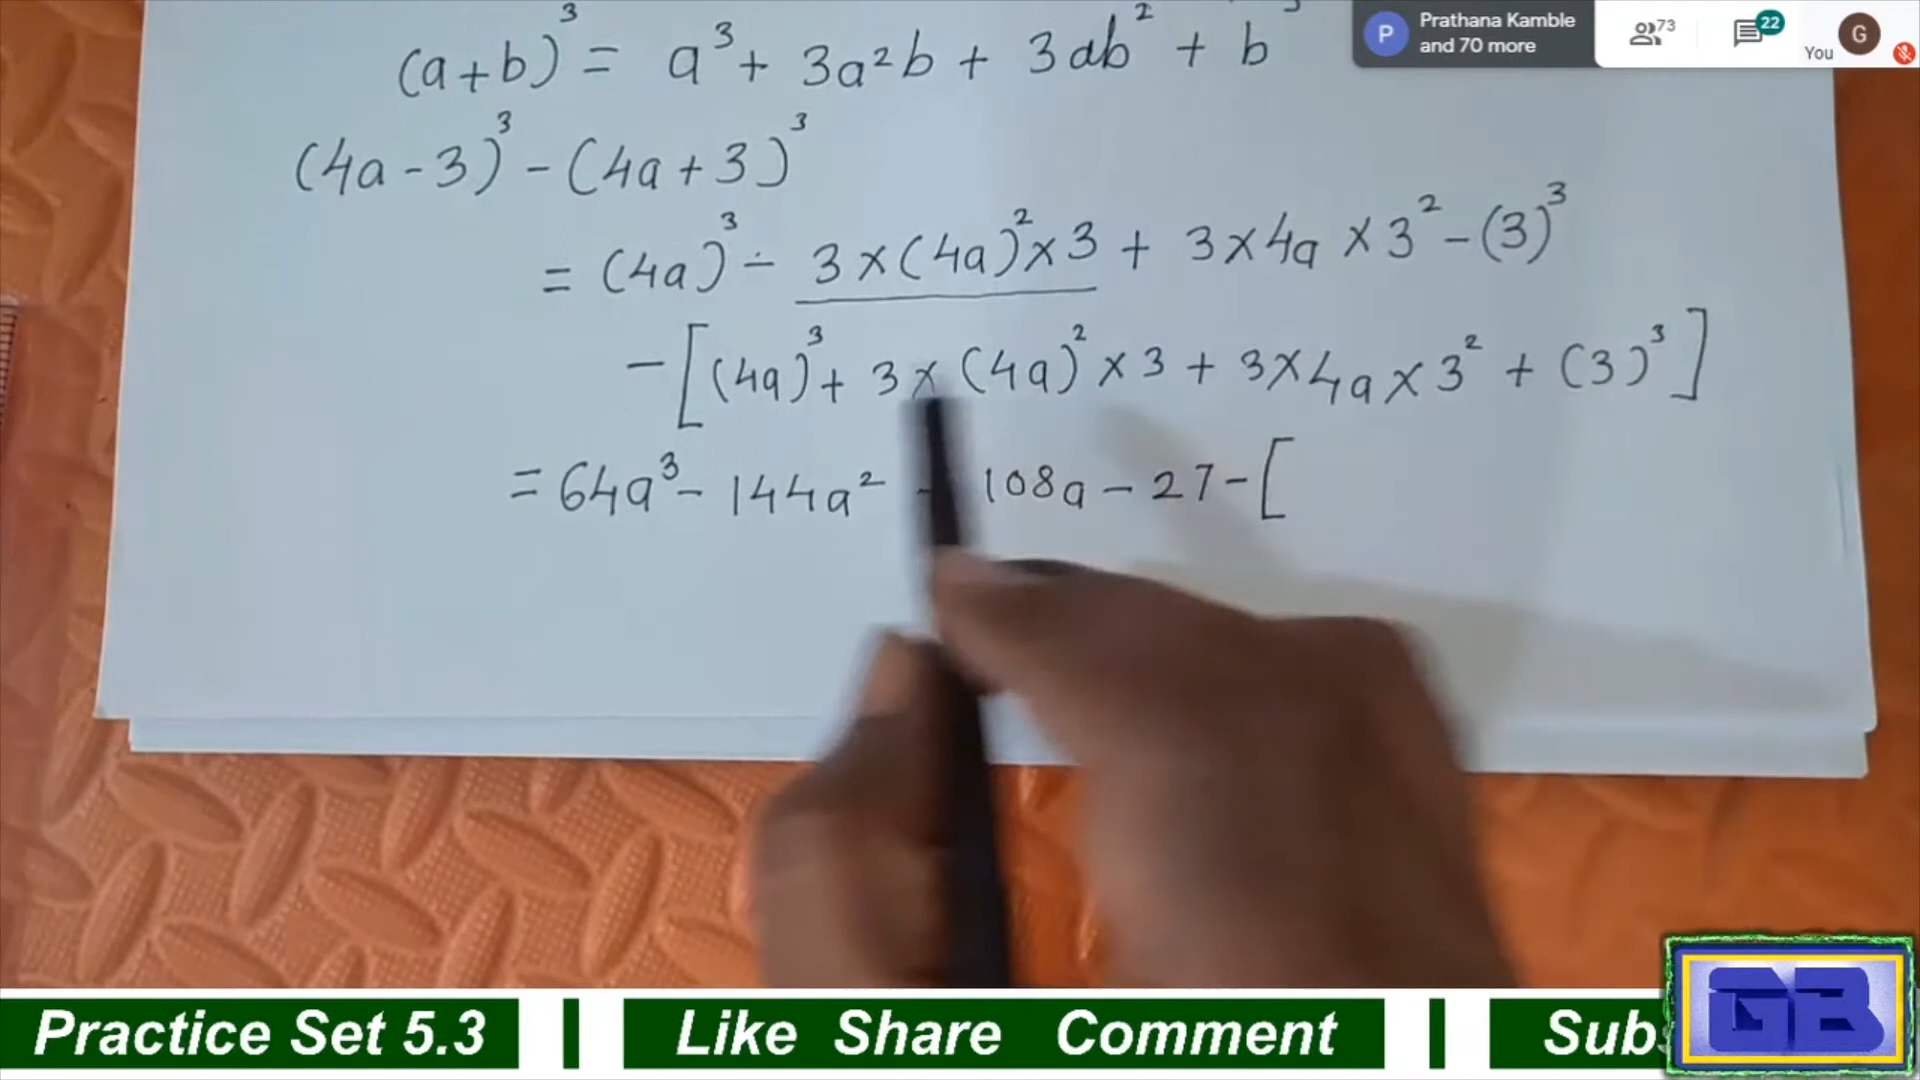 (a+b)³ = a³ + 3a²b + 3ab² + b³
(4a-3)³ - (4a+3)³
= (4a)³ - 3×(4a)²×3 + 3×4a×3² - (3)³
- [(4a)³ + 3×(4a)²×3 + 3×4a×3² + (3)³]
= 64a³ - 144a² 108a - 27 - [
P Prathana Kamble
and 70 more
73
22
You
G
Practice Set 5.3 | Like Share Comment |
GB